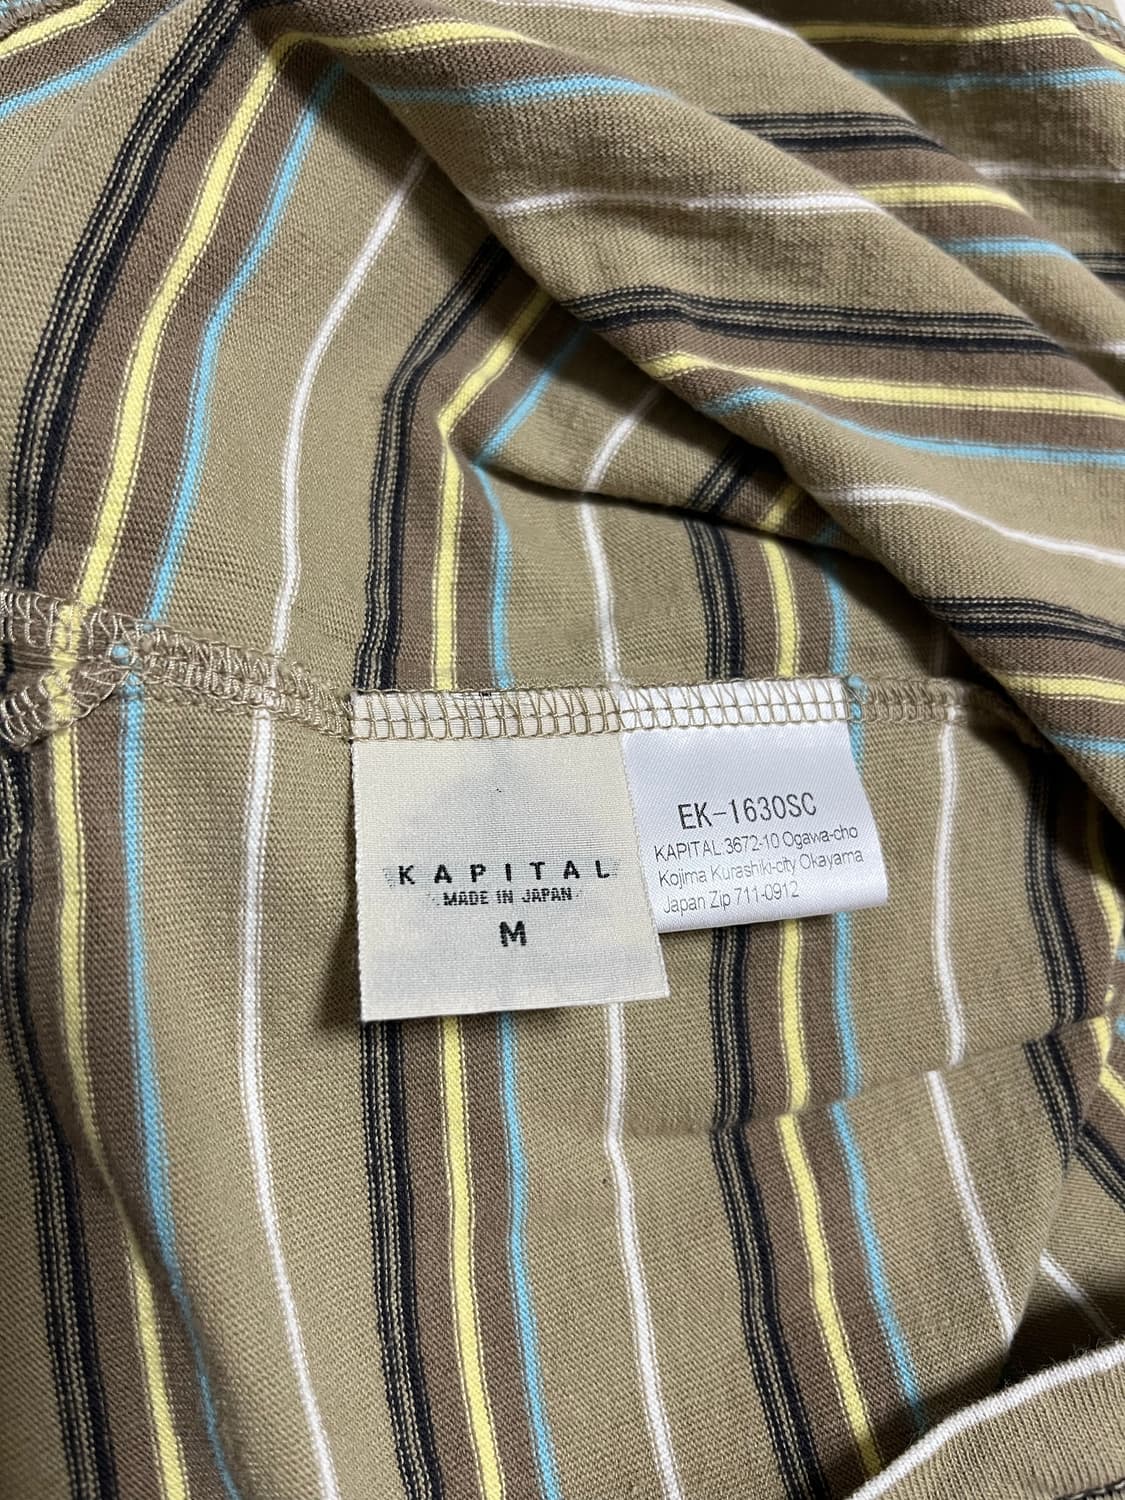 KAPITAL
MADE IN JAPAN
M
EK-1630SC
KAPITAL 3672-10 Ogawa-cho
Kojima Kurashiki-city Okayama
Japan Zip 711-0912